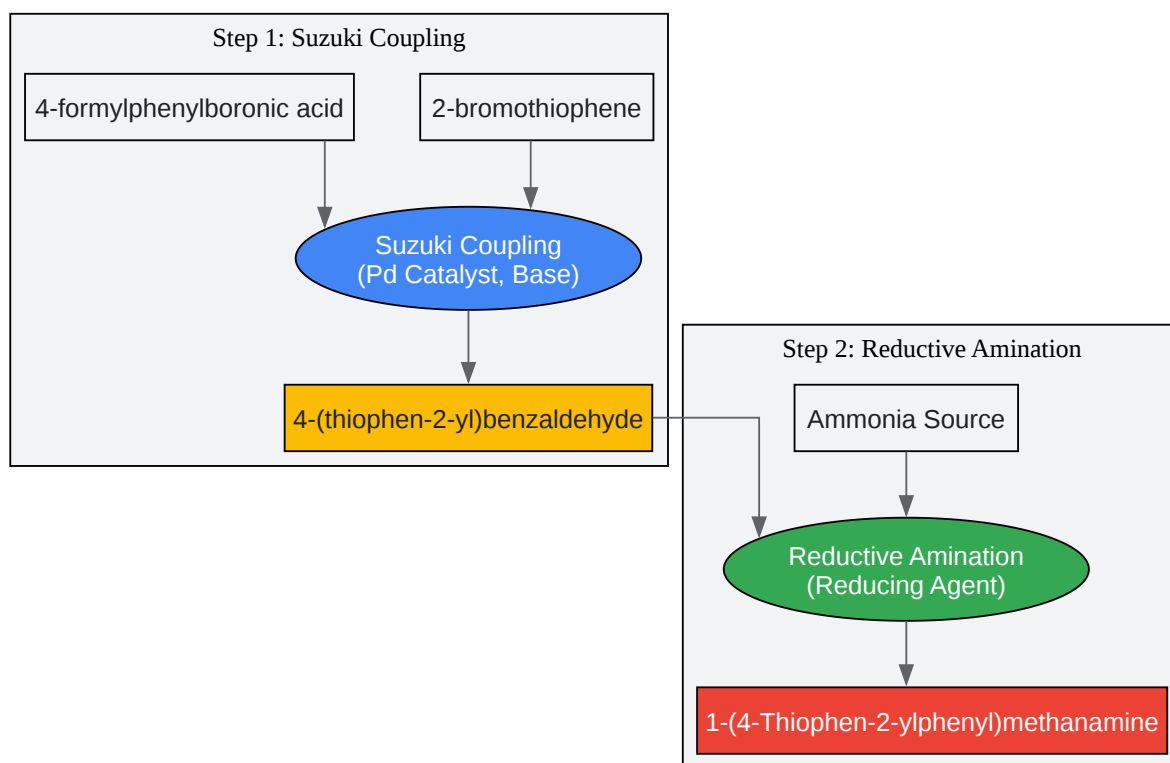 Step 1: Suzuki Coupling
4-formylphenylboronic acid
2-bromothiophene
Suzuki Coupling
(Pd Catalyst, Base)
4-(thiophen-2-yl)benzaldehyde
Step 2: Reductive Amination
Ammonia Source
Reductive Amination
(Reducing Agent)
1-(4-Thiophen-2-ylphenyl)methanamine